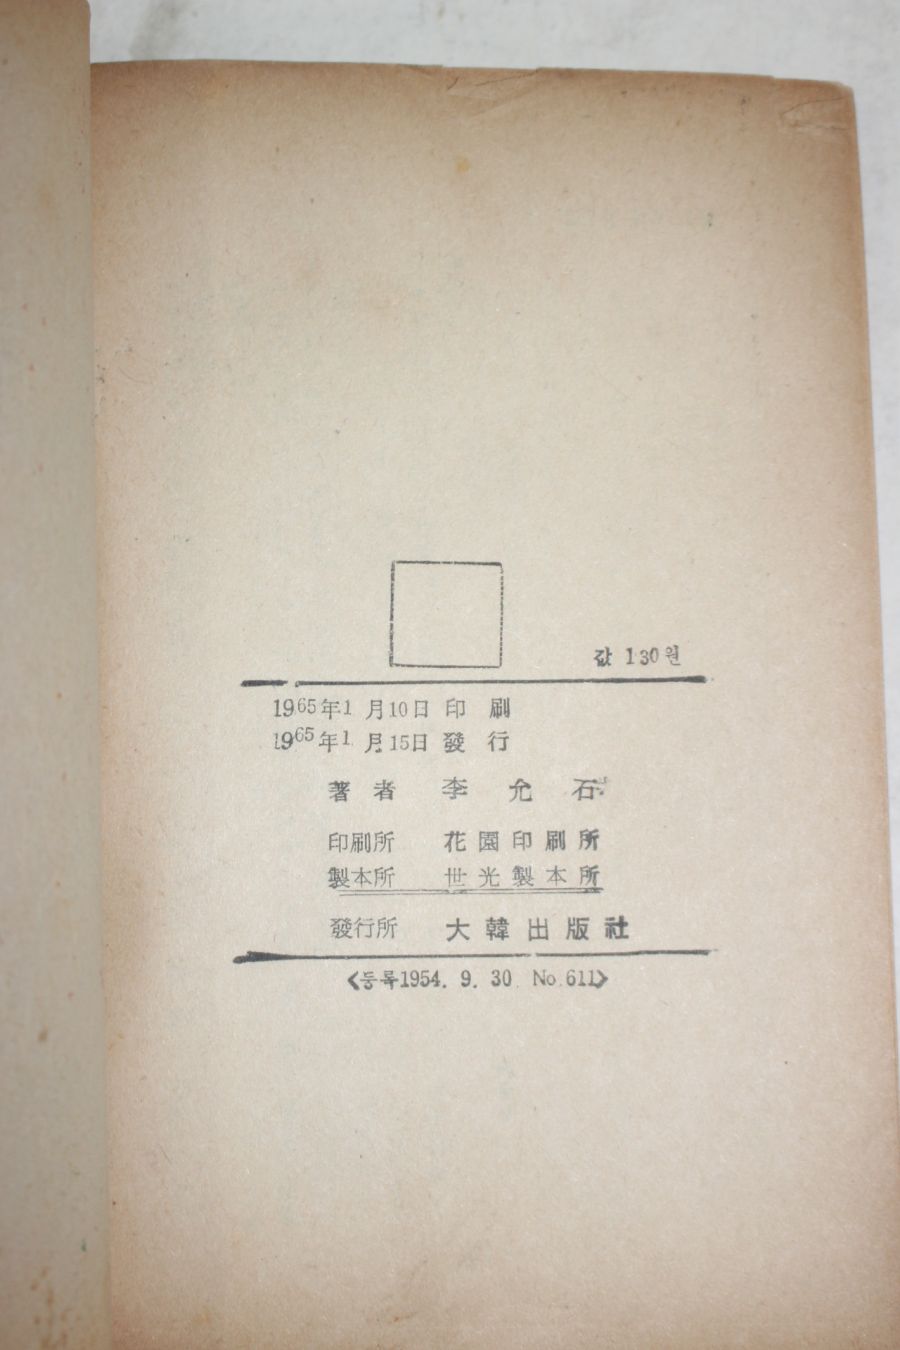 값 130원
1965年1月10日 印刷
1965年1月15日 發行
著者 李允石
印刷所 花園印刷所
製本所 世光製本所
發行所 大韓出版社
<등록1954. 9. 30. No.611>